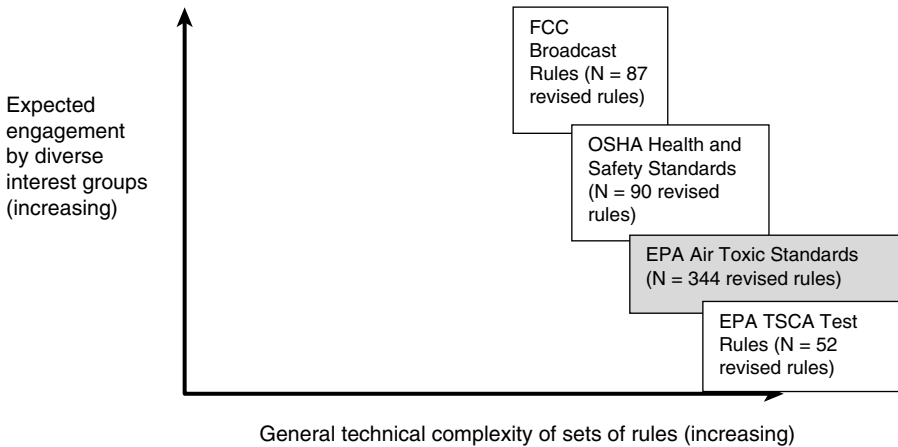 FCC
Broadcast
Rules (N = 87
revised rules)
Expected
engagement
by diverse
interest groups
(increasing)
OSHA Health and
Safety Standards
(N = 90 revised
rules)
EPA Air Toxic Standards
(N = 344 revised rules)
EPA TSCA Test
Rules (N = 52
revised rules)
General technical complexity of sets of rules (increasing)